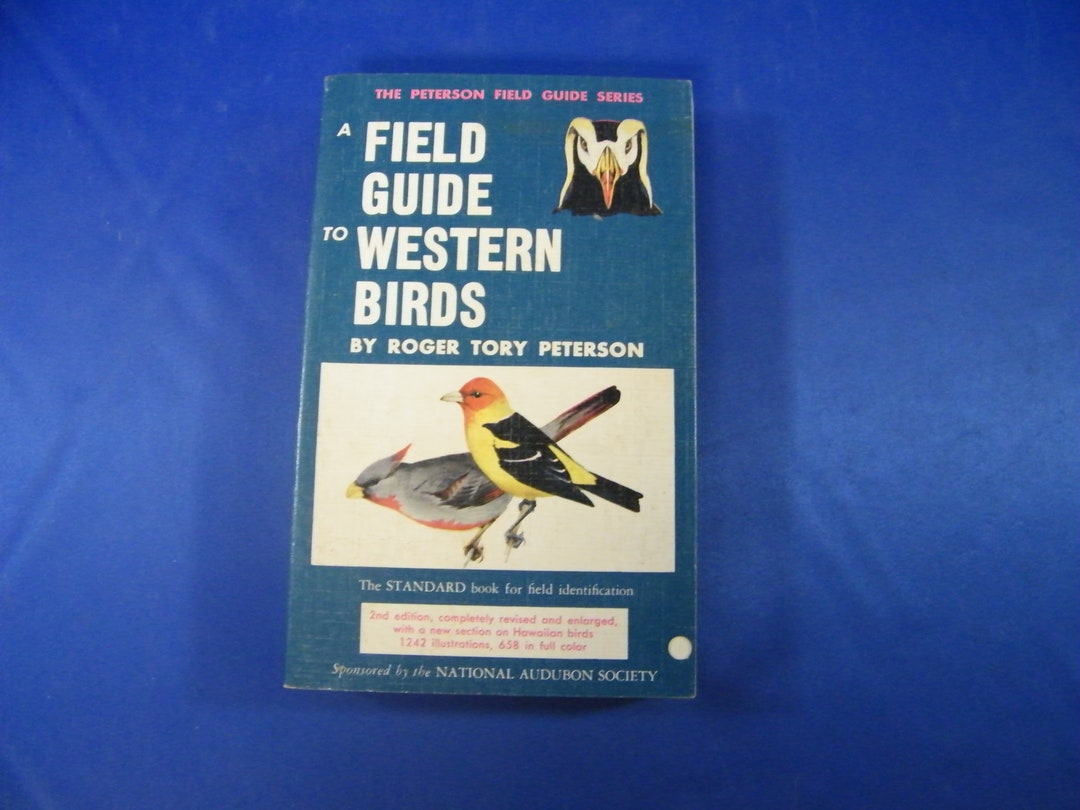 THE PETERSON FIELD GUIDE SERIES
A FIELD
GUIDE
TO WESTERN
BIRDS
BY ROGER TORY PETERSON
The STANDARD book for field identification
2nd edition, completely revised and enlarged,
with a new section on Hawaiian birds
1242 illustrations, 658 in full color
Sponsored by the NATIONAL AUDUBON SOCIETY